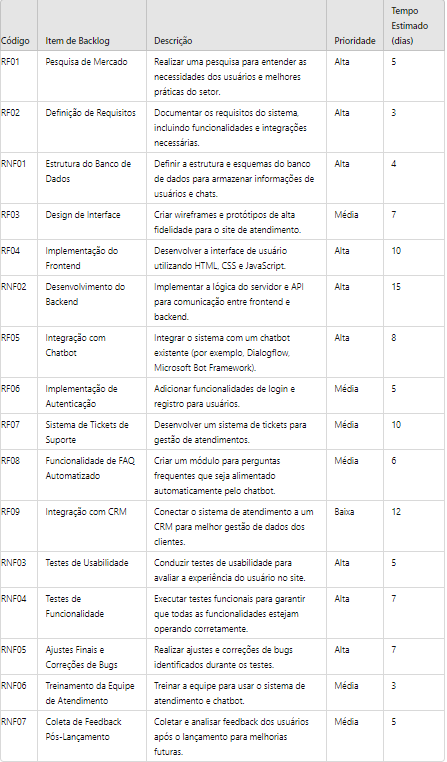 Código Item de Backlog Descrição Prioridade Tempo Estimado (dias)
RF01 Pesquisa de Mercado Realizar uma pesquisa para entender as Alta 5
necessidades dos usuários e melhores
práticas do setor.
RF02 Definição de Requisitos Documentar os requisitos do sistema, Alta 3
incluindo funcionalidades e integrações
necessárias.
RNF01 Estrutura do Banco de Definir a estrutura e esquemas do banco Alta 4
Dados de dados para armazenar informações de
usuários e chats.
RF03 Design de Interface Criar wireframes e protótipos de alta Média 7
fidelidade para o site de atendimento.
RF04 Implementação do Desenvolver a interface de usuário Alta 10
Frontend utilizando HTML, CSS e JavaScript.
RNF02 Desenvolvimento do Implementar a lógica do servidor e API Alta 15
Backend para comunicação entre frontend e
backend.
RF05 Integração com Integrar o sistema com um chatbot Alta 8
Chatbot existente (por exemplo, Dialogflow,
Microsoft Bot Framework).
RF06 Implementação de Adicionar funcionalidades de login e Média 5
Autenticação registro para usuários.
RF07 Sistema de Tickets de Desenvolver um sistema de tickets para Média 10
Suporte gestão de atendimentos.
RF08 Funcionalidade de FAQ Criar um módulo para perguntas Média 6
Automatizado frequentes que seja alimentado
automaticamente pelo chatbot.
RF09 Integração com CRM Conectar o sistema de atendimento a um Baixa 12
CRM para melhor gestão de dados dos
clientes.
RNF03 Testes de Usabilidade Conduzir testes de usabilidade para Alta 5
avaliar a experiência do usuário no site.
RNF04 Testes de Executar testes funcionais para garantir Alta 7
Funcionalidade que todas as funcionalidades estejam
operando corretamente.
RNF05 Ajustes Finais e Realizar ajustes e correções de bugs Alta 7
Correções de Bugs identificados durante os testes.
RNF06 Treinamento da Equipe Treinar a equipe para usar o sistema de Média 3
de Atendimento atendimento e chatbot.
RNF07 Coleta de Feedback Coletar e analisar feedback dos usuários Média 5
Pós-Lançamento após o lançamento para melhorias
futuras.